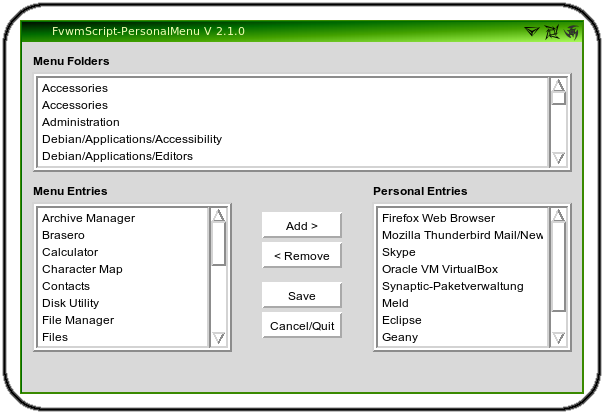 FvwmScript-PersonalMenu V 2.1.0
Menu Folders
Accessories
Accessories
Administration
Debian/Applications/Accessibility
Debian/Applications/Editors
Menu Entries
Archive Manager
Brasero
Calculator
Character Map
Contacts
Disk Utility
File Manager
Files
Add >
< Remove
Save
Cancel/Quit
Personal Entries
Firefox Web Browser
Mozilla Thunderbird Mail/New
Skype
Oracle VM VirtualBox
Synaptic-Paketverwaltung
Meld
Eclipse
Geany